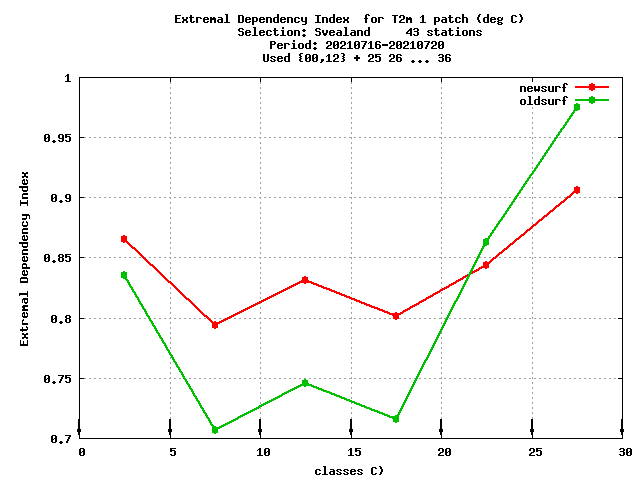 Extremal Dependency Index  for T2m 1 patch (deg C)
Selection: Svealand     43 stations
Period: 20210716-20210720
Used {00,12} + 25 26 ... 36
newsurf
oldsurf
1
0,95
0,9
0,85
0,8
0,75
0,7
Extremal Dependency Index
0 5 10 15 20 25 30
classes C)